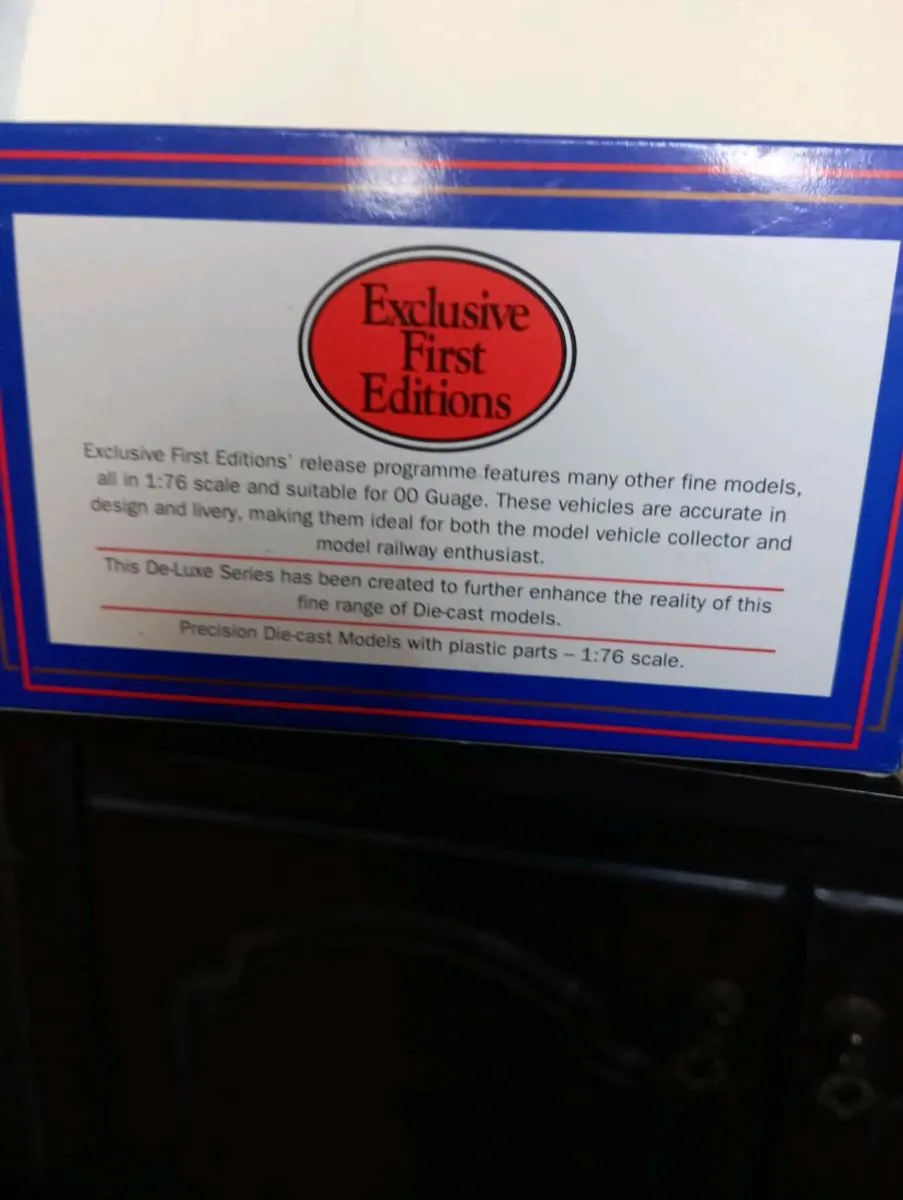 Exclusive
First
Editions
Exclusive First Editions' release programme features many other fine models,
all in 1:76 scale and suitable for 00 Guage. These vehicles are accurate in
design and livery, making them ideal for both the model vehicle collector and
model railway enthusiast.
This De-Luxe Series has been created to further enhance the reality of this
fine range of Die-cast models.
Precision Die-cast Models with plastic parts – 1:76 scale.